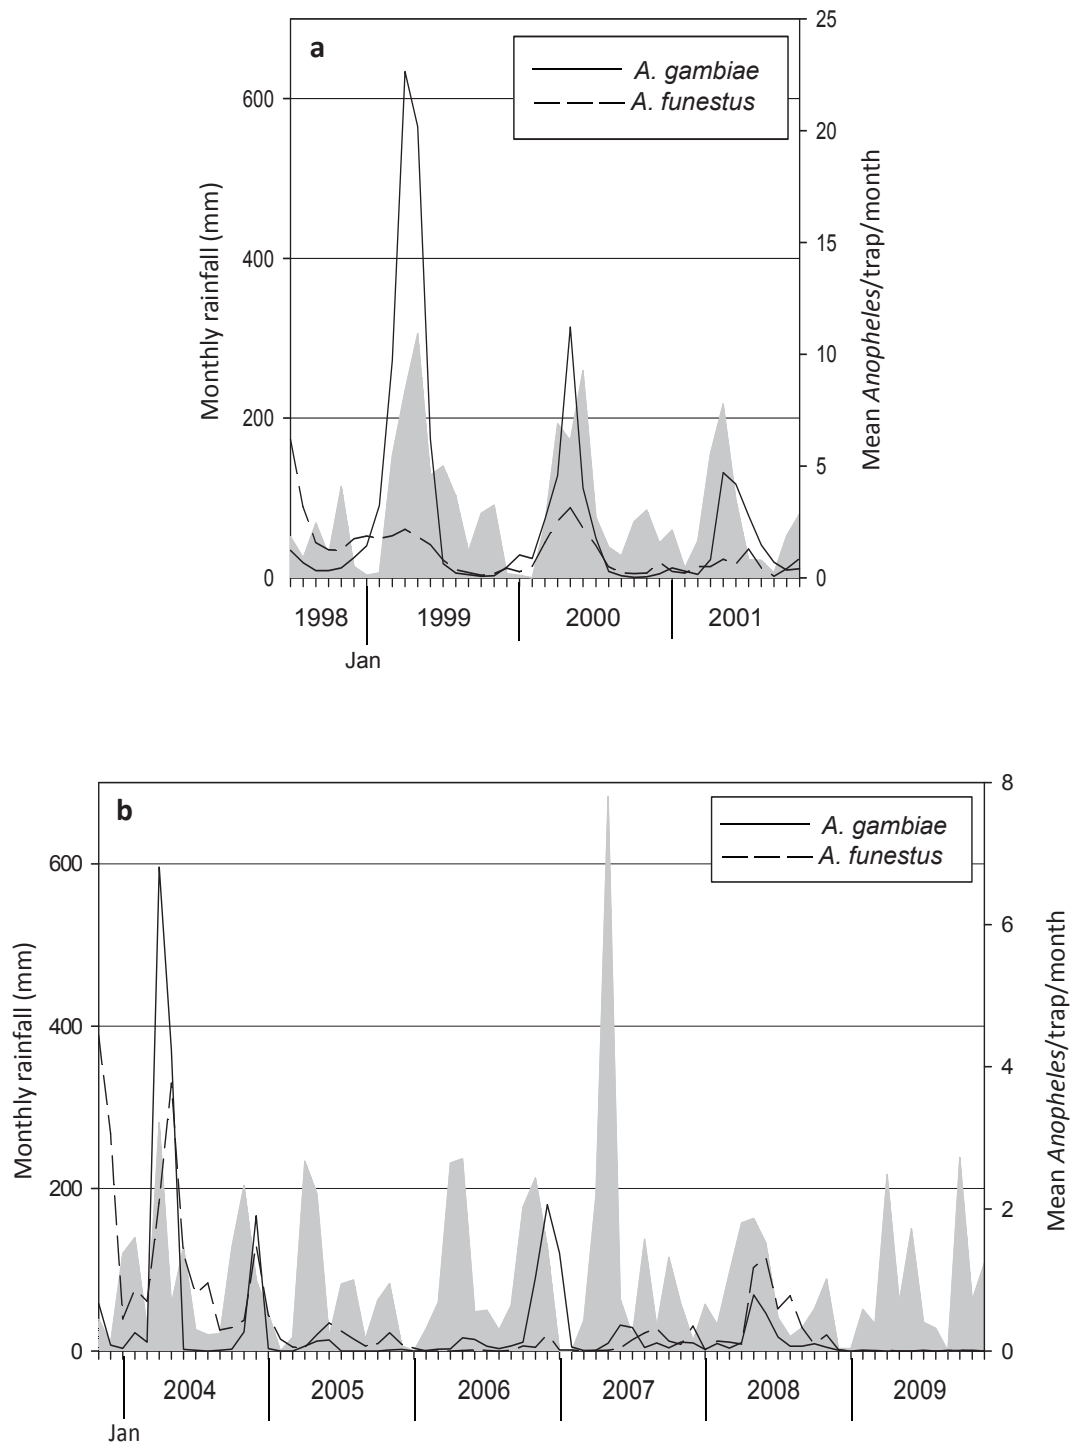 a
A. gambiae
A. funestus
25
20
15
10
5
0
Mean Anopheles/trap/month
600
400
200
0
Monthly rainfall (mm)
1998 1999 2000 2001
Jan
b
A. gambiae
A. funestus
8
6
4
2
0
Mean Anopheles/trap/month
600
400
200
0
Monthly rainfall (mm)
2004 2005 2006 2007 2008 2009
Jan